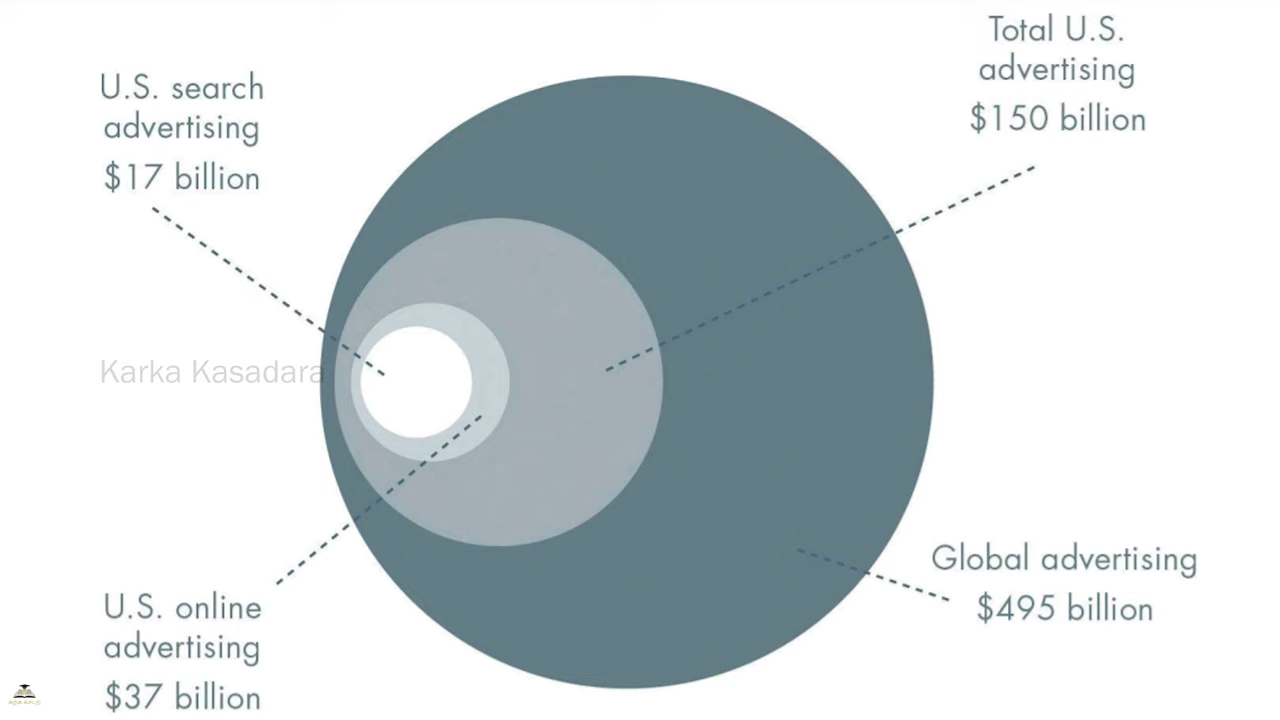 Total U.S.
advertising
$150 billion
U.S. search
advertising
$17 billion
Karka Kasadara
Global advertising
$495 billion
U.S. online
advertising
$37 billion